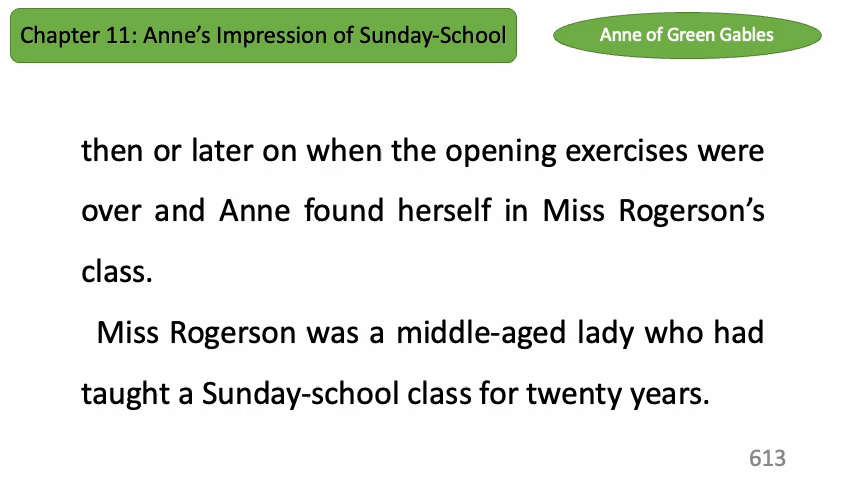 Chapter 11: Anne’s Impression of Sunday-School
Anne of Green Gables
then or later on when the opening exercises were
over and Anne found herself in Miss Rogerson’s
class.
Miss Rogerson was a middle-aged lady who had
taught a Sunday-school class for twenty years.
613